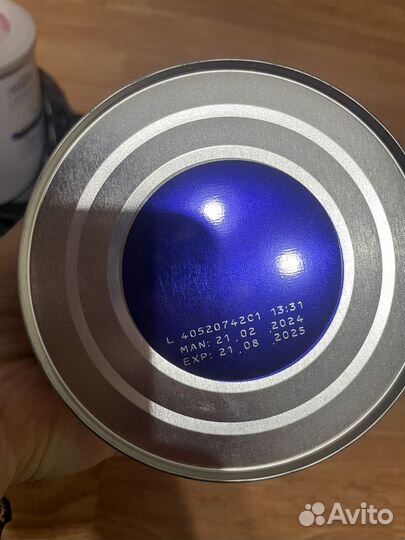 L 40520742C1 13:31
MAN: 21 .02 .2024
EXP: 21 .08 .2025
Avito